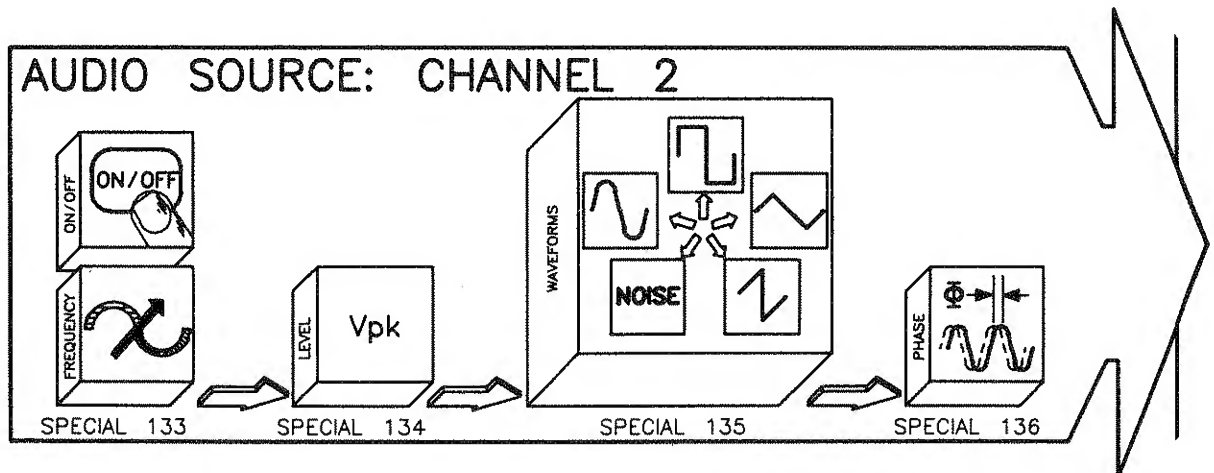 AUDIO SOURCE: CHANNEL 2
ON/OFF
ON/OFF
FREQUENCY
LEVEL
Vpk
WAVEFORMS
NOISE
PHASE
Φ
SPECIAL 133
SPECIAL 134
SPECIAL 135
SPECIAL 136